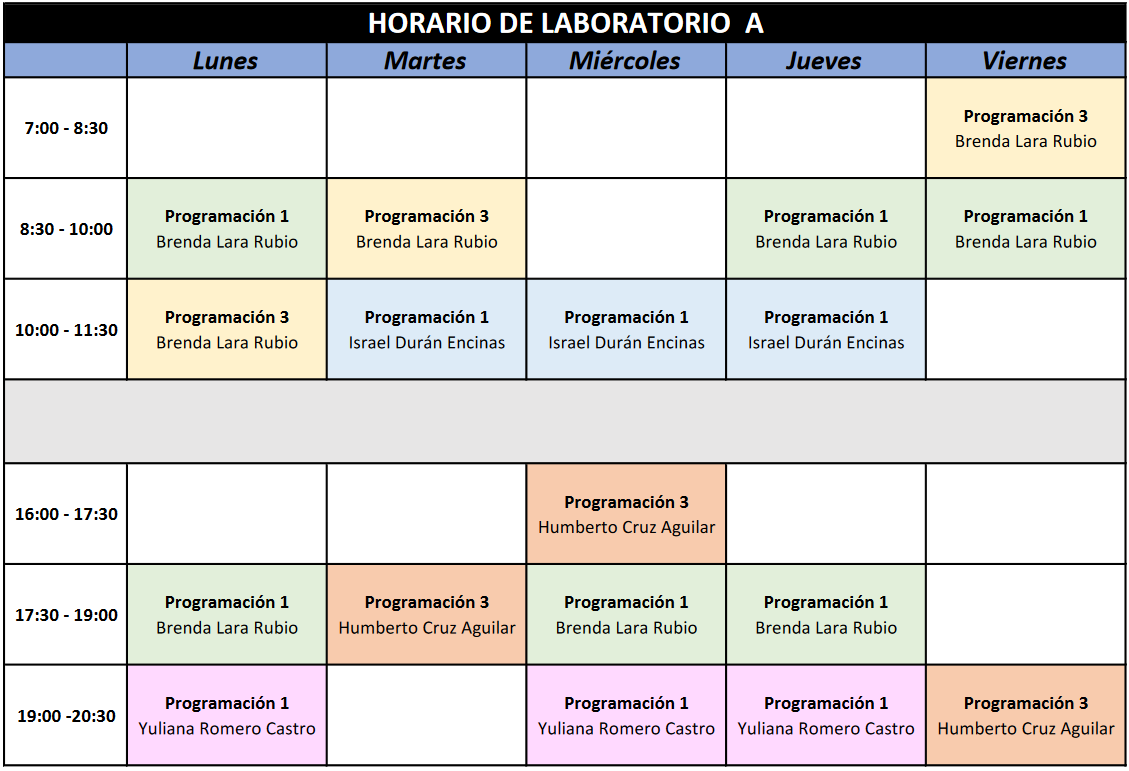 HORARIO DE LABORATORIO A
Lunes Martes Miércoles Jueves Viernes
7:00 - 8:30
Programación 3
Brenda Lara Rubio
8:30 - 10:00
Programación 1
Brenda Lara Rubio
Programación 3
Brenda Lara Rubio
Programación 1
Brenda Lara Rubio
Programación 1
Brenda Lara Rubio
10:00 - 11:30
Programación 3
Brenda Lara Rubio
Programación 1
Israel Durán Encinas
Programación 1
Israel Durán Encinas
Programación 1
Israel Durán Encinas
16:00 - 17:30
Programación 3
Humberto Cruz Aguilar
17:30 - 19:00
Programación 1
Brenda Lara Rubio
Programación 3
Humberto Cruz Aguilar
Programación 1
Brenda Lara Rubio
Programación 1
Brenda Lara Rubio
19:00 -20:30
Programación 1
Yuliana Romero Castro
Programación 1
Yuliana Romero Castro
Programación 1
Yuliana Romero Castro
Programación 3
Humberto Cruz Aguilar